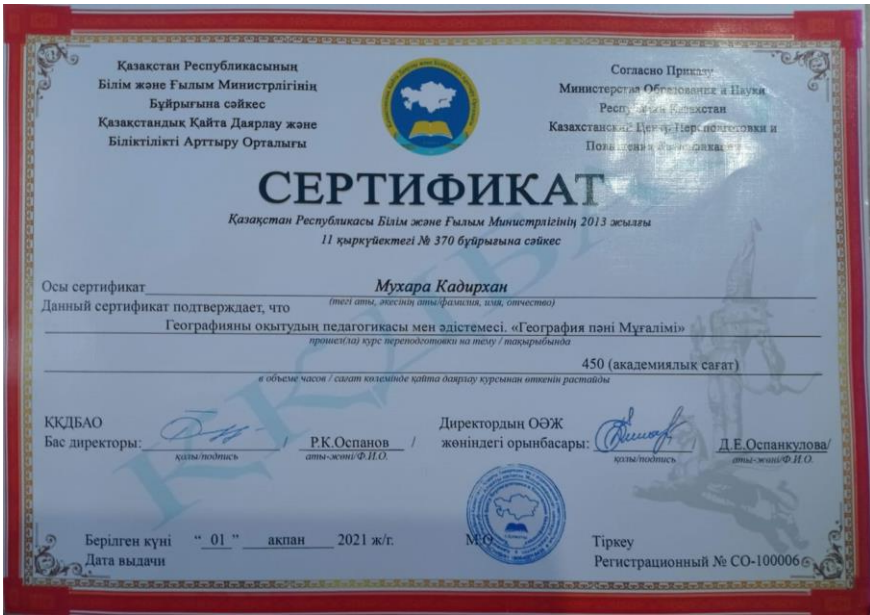 Қазақстан Республикасының
Білім және Ғылым Министрлігінің
Бұйрығына сәйкес
Қазақстандық Қайта Даярлау және
Біліктілікті Арттыру Орталығы
Согласно Приказу
Министерства Образование и Науки
Республики Казахстан
Казахстанский Центр Переподготовки и
Повышения Квалификации
СЕРТИФИКАТ
Қазақстан Республикасы Білім және Ғылым Министрлігінің 2013 жылғы
11 қыркүйектегі № 370 бұйрығына сәйкес
Осы сертификат Мухара Кадирхан
Данный сертификат подтверждает, что (тегі аты, әкесінің аты/фамилия, имя, отчество)
Географияны оқытудың педагогикасы мен әдістемесі. «География пәні Мұғалімі»
прошел(ла) курс переподготовки на тему / тақырыбында
450 (академиялық сағат)
в объеме часов / сағат көлемінде қайта даярлау курсынан өткенін растайды
ҚҚДБАО
Бас директоры: / Р.К.Оспанов /
қолы/подпись аты-жөні/Ф.И.О.
Директордың ОӘЖ
жөніндегі орынбасары: Д.Е.Оспанкулова/
қолы/подпись аты-жөні/Ф.И.О.
Берілген күні “ 01 ” ақпан 2021 ж/г.
Дата выдачи
М.О.
Тіркеу
Регистрационный № СО-100006
ҚҚДБАО